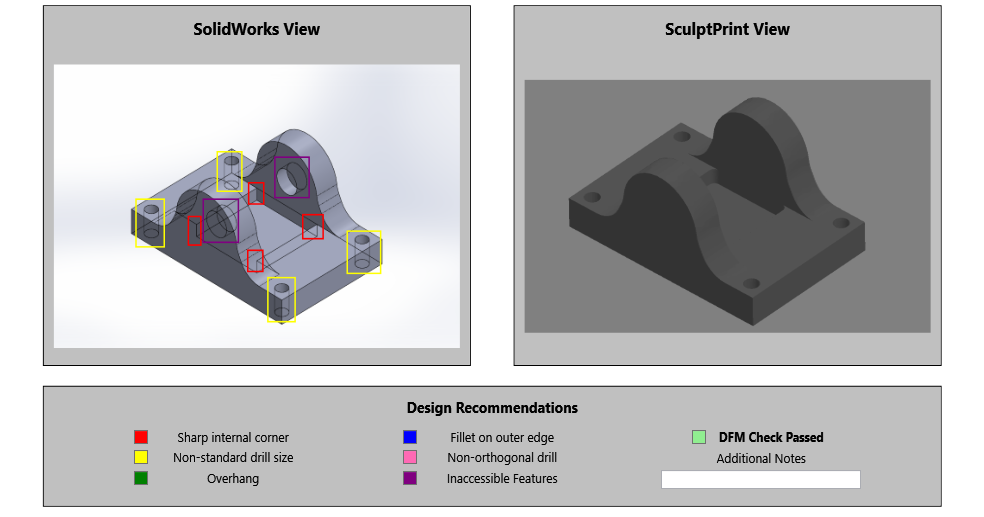 SolidWorks View
SculptPrint View
Design Recommendations
Sharp internal corner
Fillet on outer edge
DFM Check Passed
Non-standard drill size
Non-orthogonal drill
Additional Notes
Overhang
Inaccessible Features